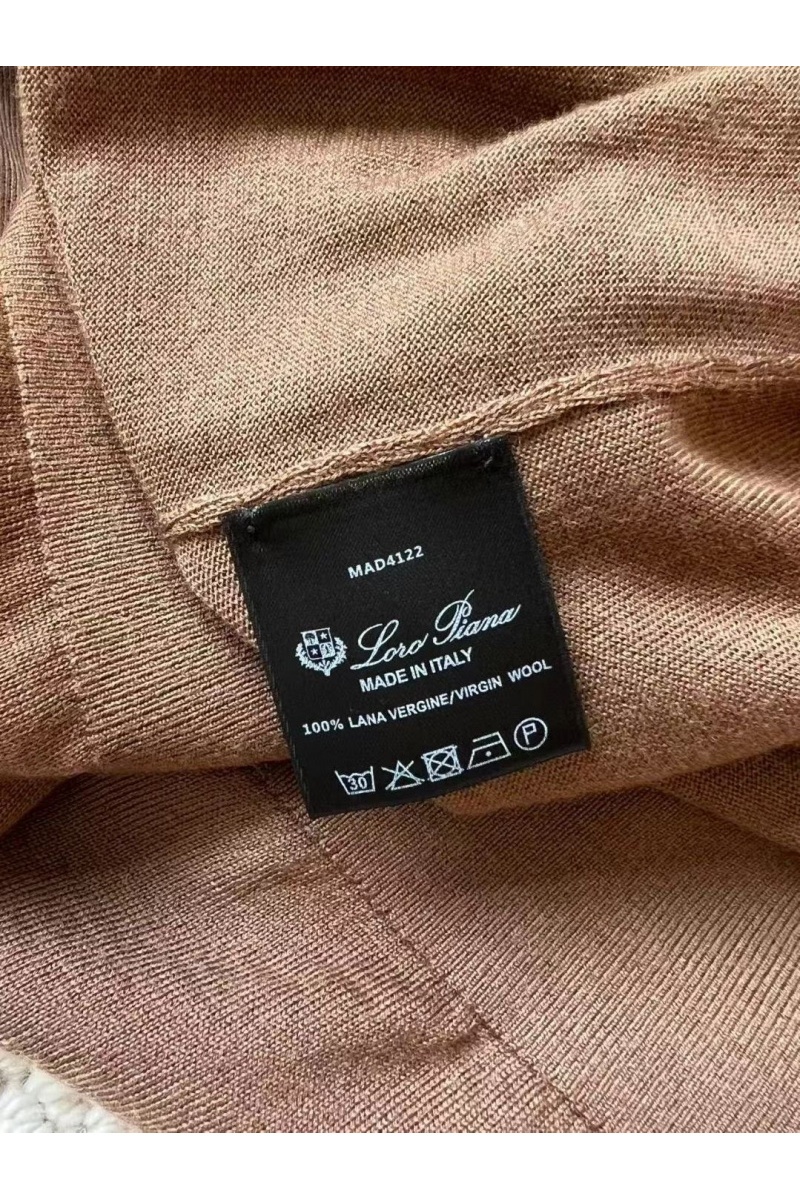 MAD4122
Loro Piana
MADE IN ITALY
100% LANA VERGINE/VIRGIN WOOL
30 P